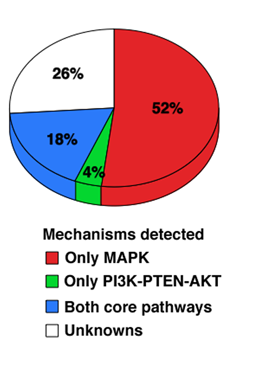 26%
52%
18%
4%
Mechanisms detected
Only MAPK
Only PI3K-PTEN-AKT
Both core pathways
Unknowns